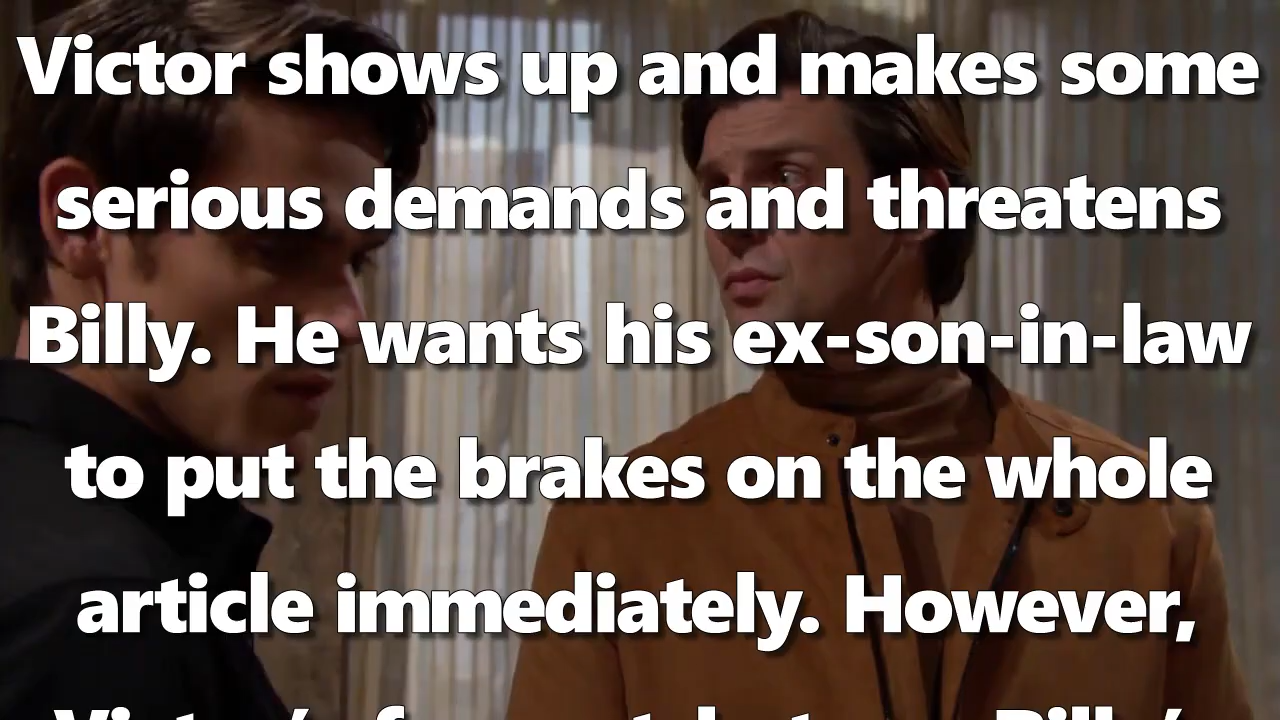 Victor shows up and makes some
serious demands and threatens
Billy. He wants his ex-son-in-law
to put the brakes on the whole
article immediately. However,